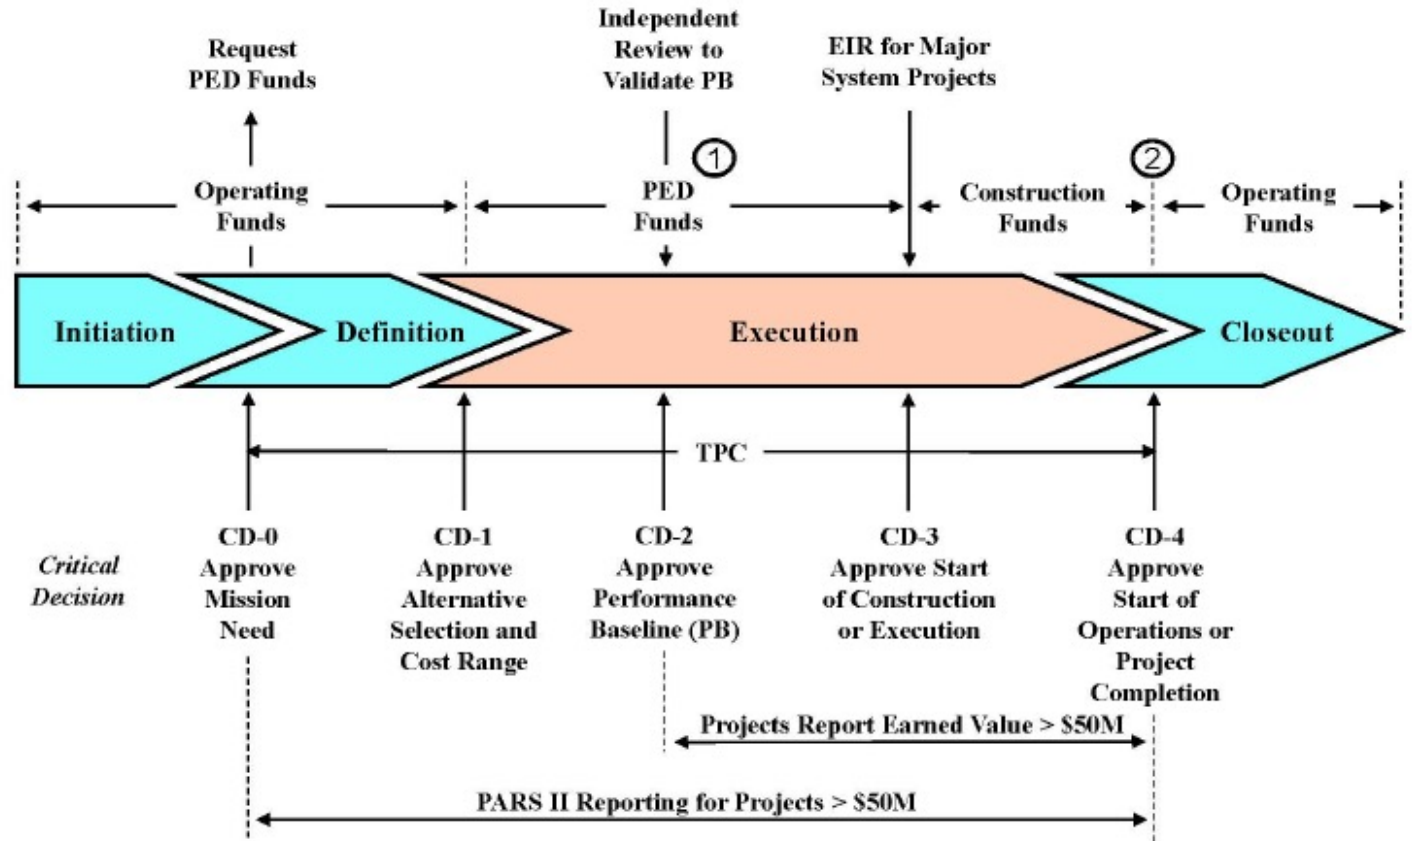 Request
PED Funds
Independent
Review to
Validate PB
EIR for Major
System Projects
1
2
Operating
Funds
PED
Funds
Construction
Funds
Operating
Funds
Initiation
Definition
Execution
Closeout
TPC
Critical
Decision
CD-0
Approve
Mission
Need
CD-1
Approve
Alternative
Selection and
Cost Range
CD-2
Approve
Performance
Baseline (PB)
CD-3
Approve Start
of Construction
or Execution
CD-4
Approve
Start of
Operations or
Project
Completion
Projects Report Earned Value > $50M
PARS II Reporting for Projects > $50M